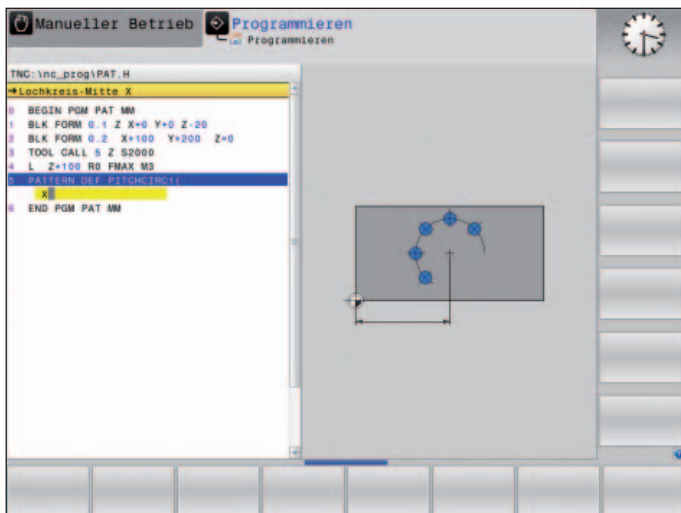 Manueller Betrieb
Programmieren
Programmieren
TNC:\nc_prog\PAT.H
→Lochkreis-Mitte X
0 BEGIN PGM PAT MM
1 BLK FORM 0.1 Z X+0 Y+0 Z-20
2 BLK FORM 0.2 X+100 Y+200 Z+0
3 TOOL CALL 5 Z S2000
4 L Z+100 R0 FMAX M3
5 PATTERN DEF PITCHCIRC1(
X
6 END PGM PAT MM